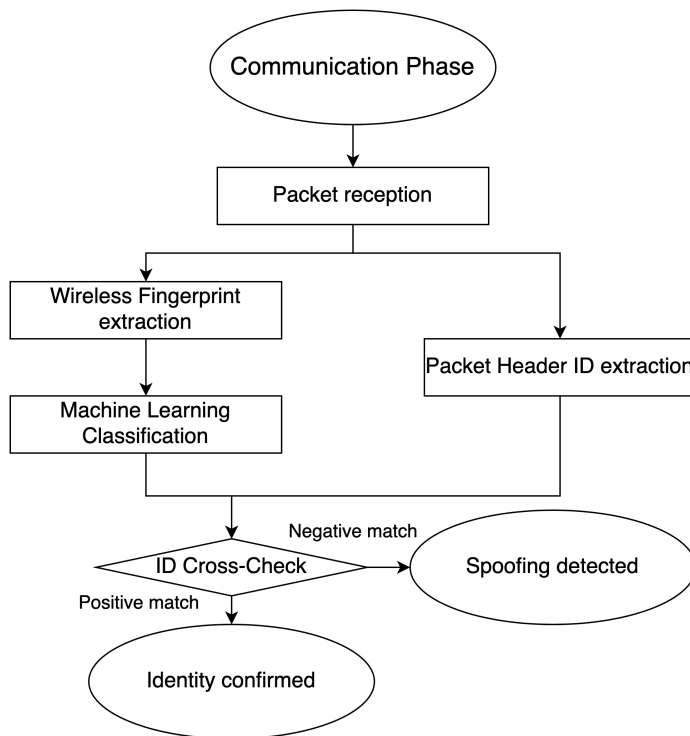 Communication Phase
Packet reception
Wireless Fingerprint
extraction
Packet Header ID extraction
Machine Learning
Classification
Negative match
ID Cross-Check
Spoofing detected
Positive match
Identity confirmed